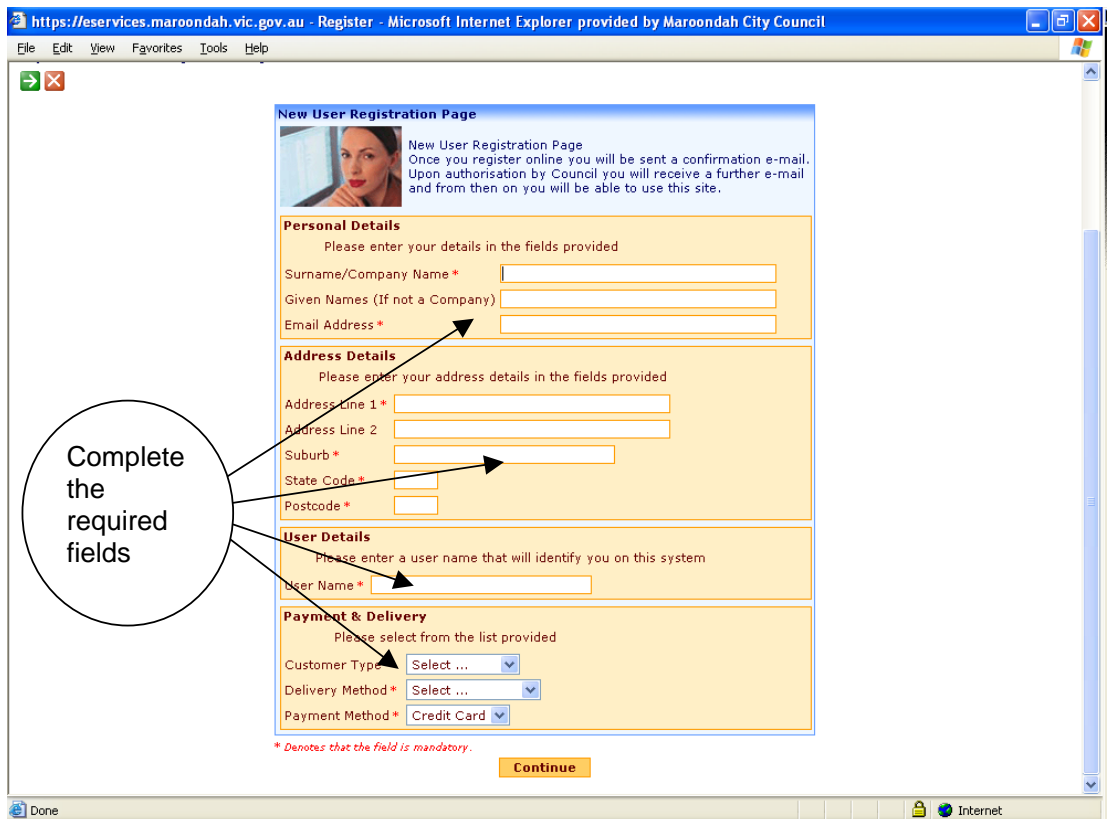 https://eservices.maroondah.vic.gov.au - Register - Microsoft Internet Explorer provided by Maroondah City Council
File Edit View Favorites Tools Help
New User Registration Page
New User Registration Page
Once you register online you will be sent a confirmation e-mail.
Upon authorisation by Council you will receive a further e-mail
and from then on you will be able to use this site.
Personal Details
Please enter your details in the fields provided
Surname/Company Name *
Given Names (If not a Company)
Email Address *
Address Details
Please enter your address details in the fields provided
Address Line 1 *
Address Line 2
Suburb *
State Code *
Postcode *
Complete
the
required
fields
User Details
Please enter a user name that will identify you on this system
User Name *
Payment & Delivery
Please select from the list provided
Customer Type Select ...
Delivery Method * Select ...
Payment Method * Credit Card
* Denotes that the field is mandatory.
Continue
Done
Internet